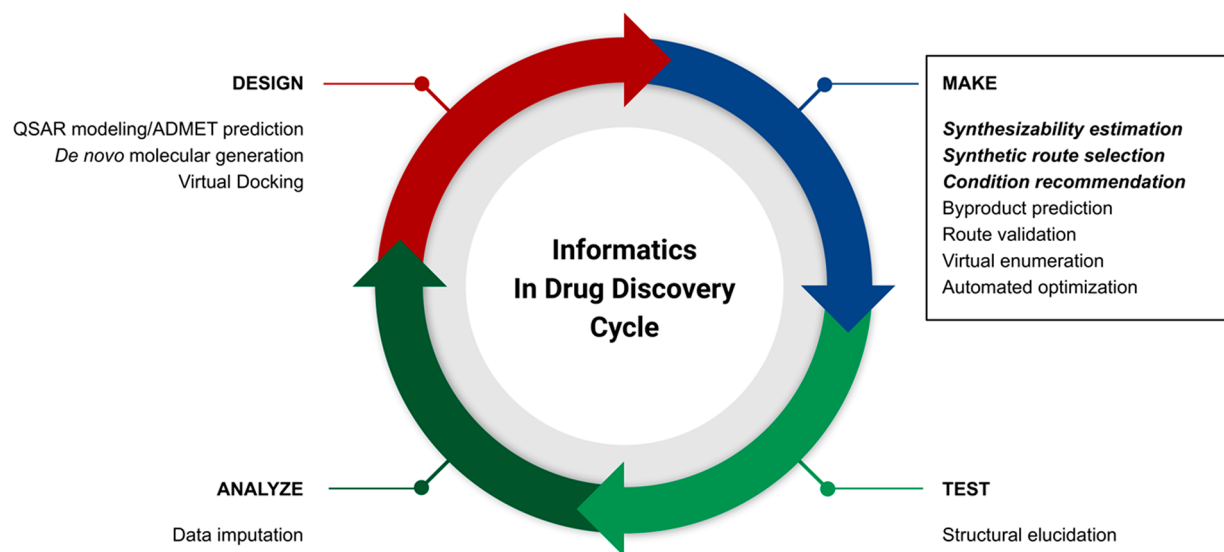 DESIGN
QSAR modeling/ADMET prediction
De novo molecular generation
Virtual Docking
MAKE
Synthesizability estimation
Synthetic route selection
Condition recommendation
Byproduct prediction
Route validation
Virtual enumeration
Automated optimization
Informatics
In Drug Discovery
Cycle
ANALYZE
Data imputation
TEST
Structural elucidation